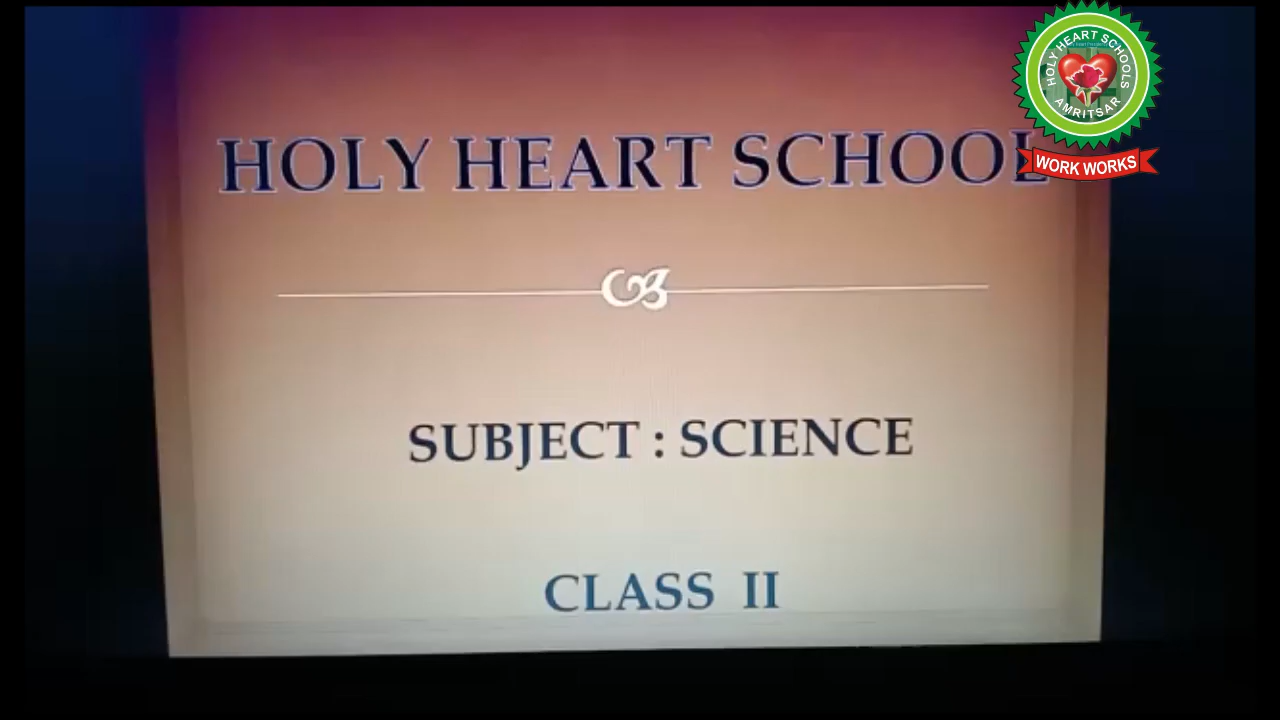 HOLY HEART SCHOOL
HOLY HEART SCHOOLS
AMRITSAR
WORK WORKS
SUBJECT : SCIENCE
CLASS II